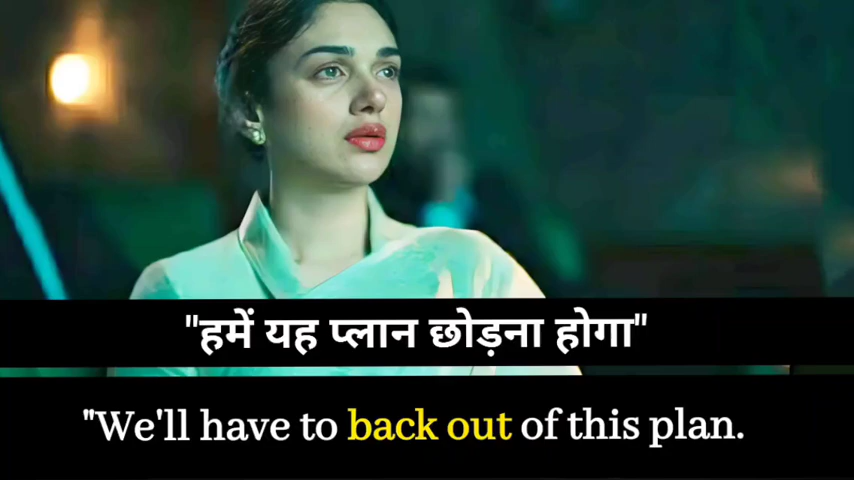 "हमें यह प्लान छोड़ना होगा"
"We'll have to back out of this plan.